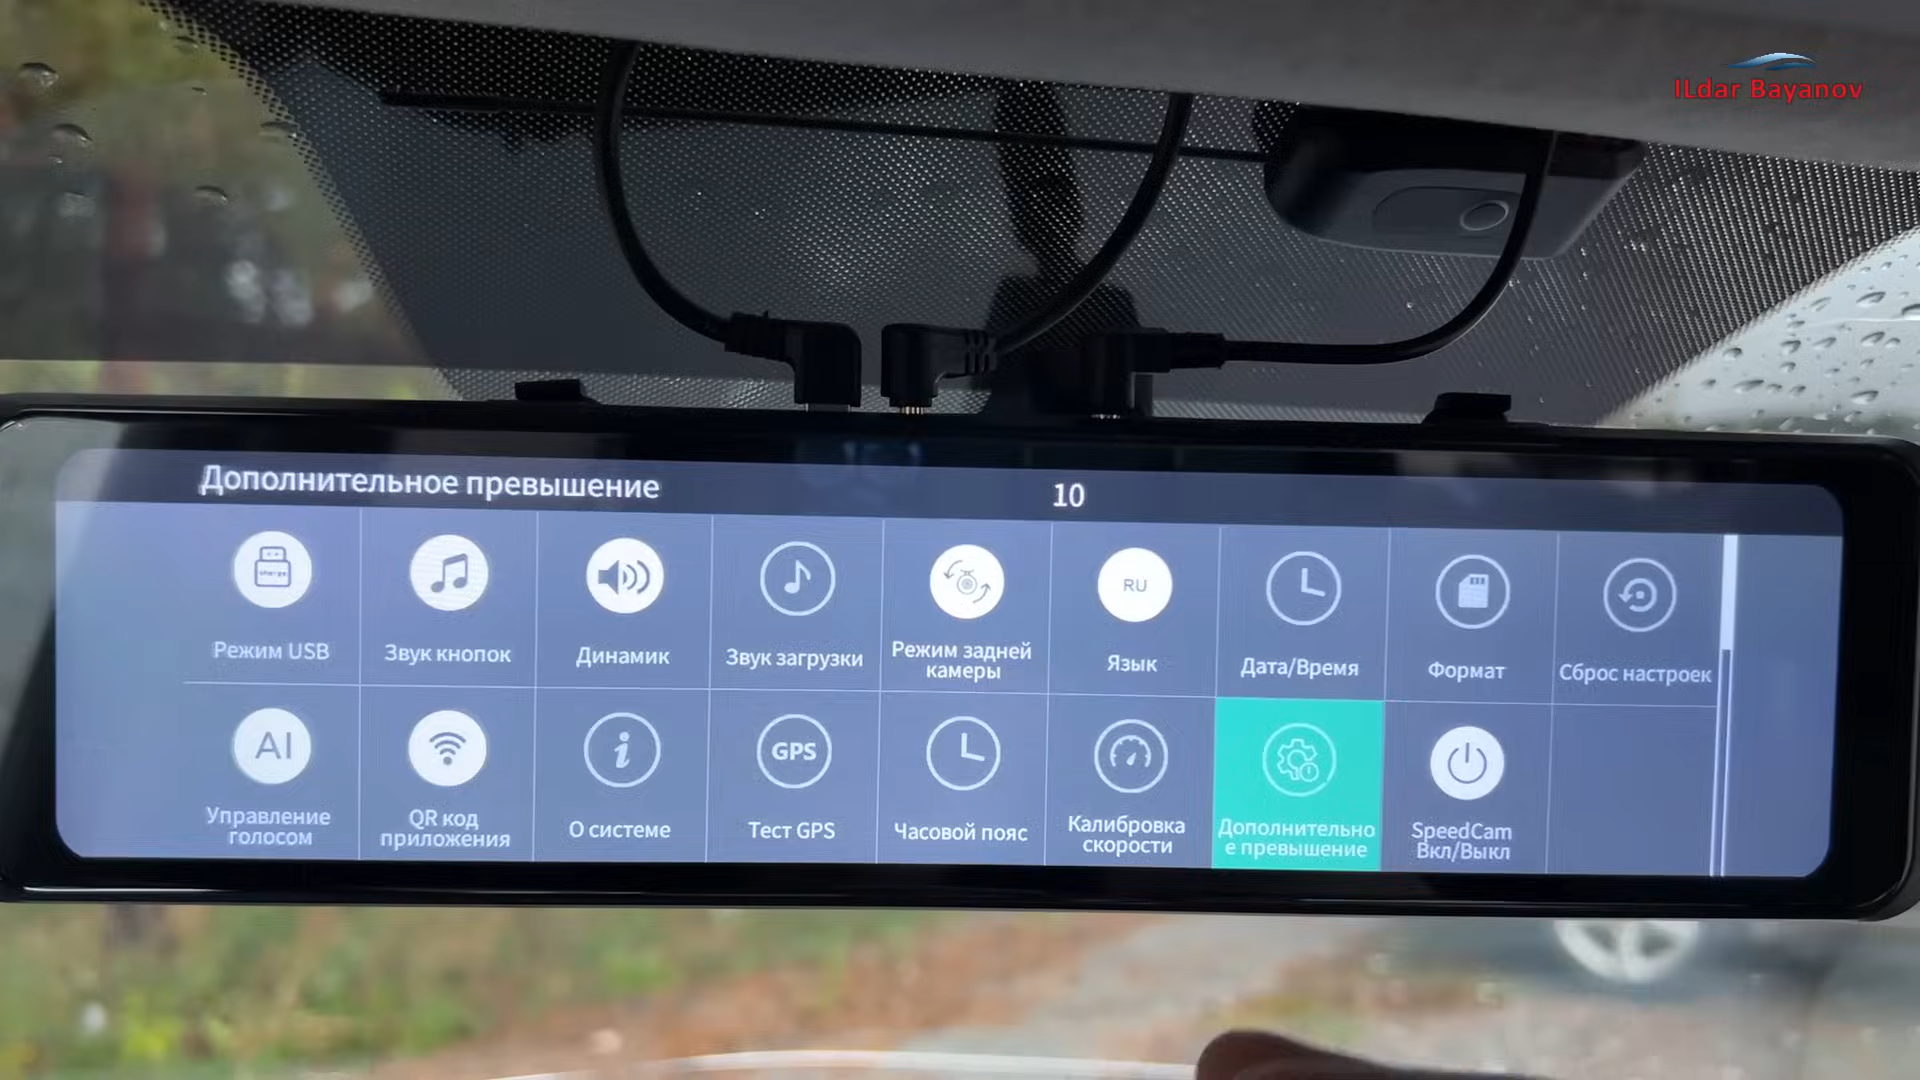 ILdar Bayanov
Дополнительное превышение
10
charge
Режим USB
Звук кнопок
Динамик
Звук загрузки
Режим задней
камеры
RU
Язык
Дата/Время
Формат
Сброс настроек
AI
Управление
голосом
QR код
приложения
i
О системе
GPS
Тест GPS
Часовой пояс
Калибровка
скорости
Дополнительно
е превышение
SpeedCam
Вкл/Выкл